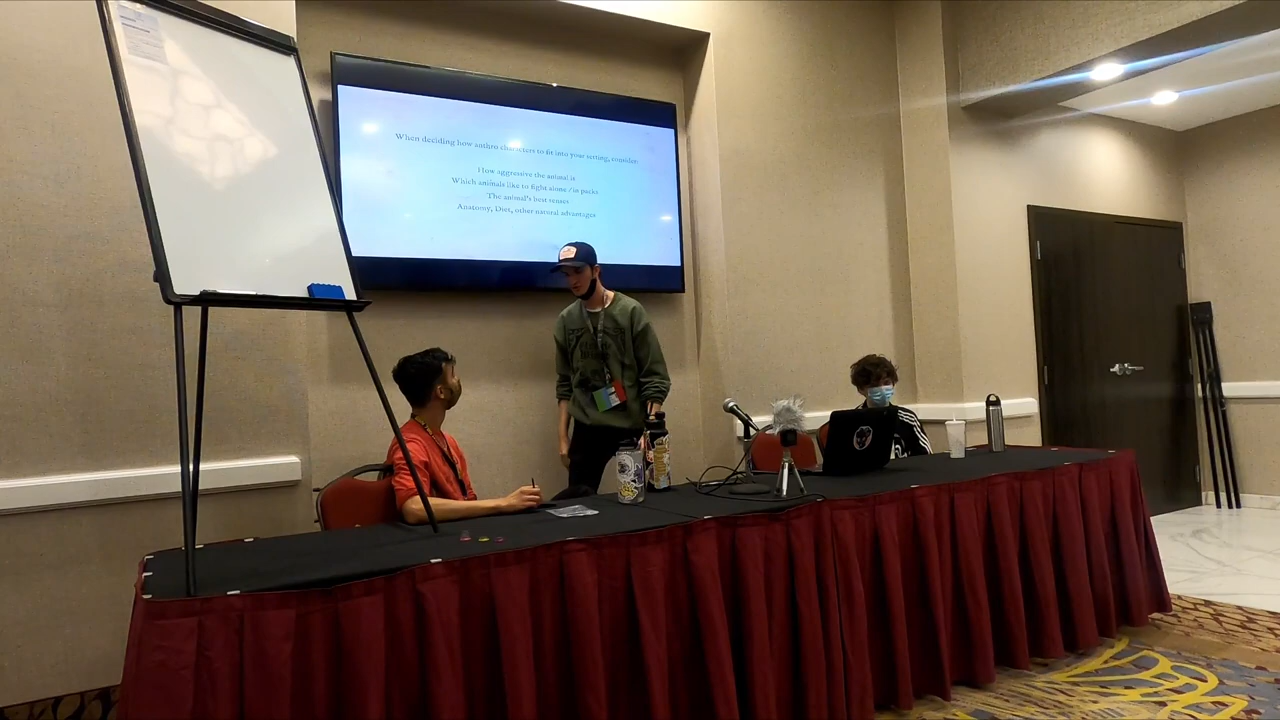 When deciding how anthro characters to fit into your setting, consider:
How aggressive the animal is
Which animals like to fight alone / in packs
The animal's best senses
Anatomy, Diet, other natural advantages